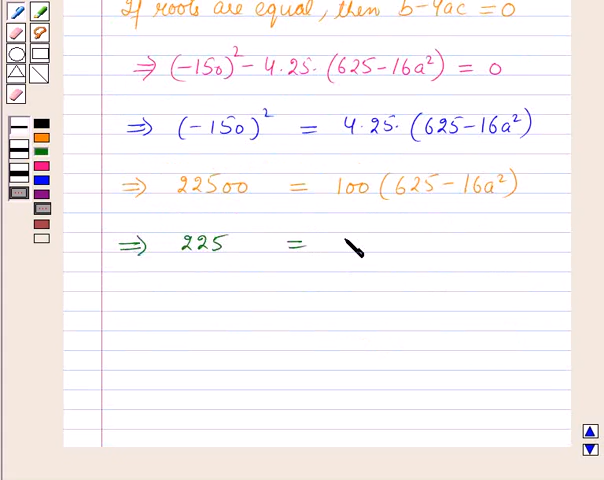 If roots are equal, then b-4ac = 0
⇒ (-150)² - 4.25. (625-16a²) = 0
⇒ (-150)² = 4.25. (625-16a²)
⇒ 22500 = 100 (625-16a²)
⇒ 225 =